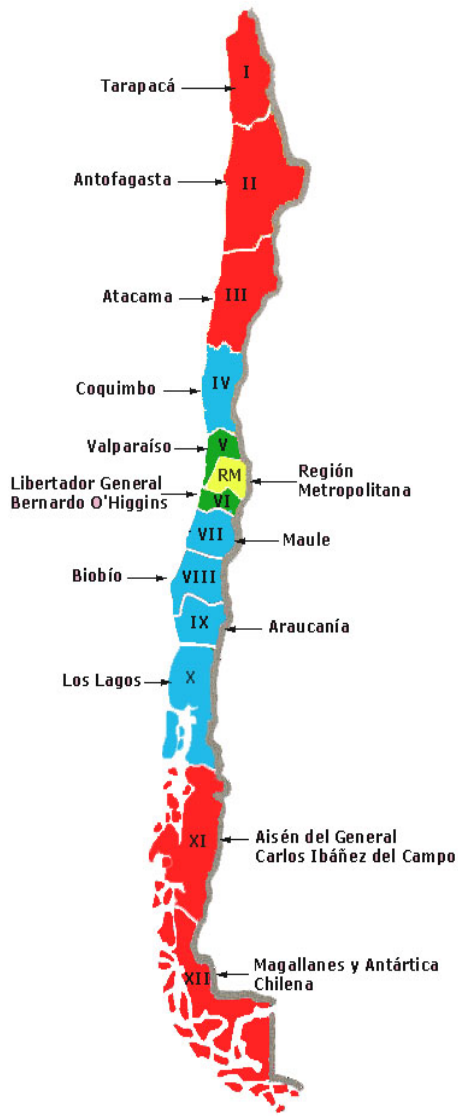 I
Tarapacá
Antofagasta
II
Atacama
III
Coquimbo
IV
Valparaíso
V
RM
Región
Metropolitana
Libertador General
Bernardo O'Higgins
VI
VII
Maule
Biobío
VIII
IX
Araucanía
Los Lagos
X
XI
Aisén del General
Carlos Ibáñez del Campo
XII
Magallanes y Antártica
Chilena